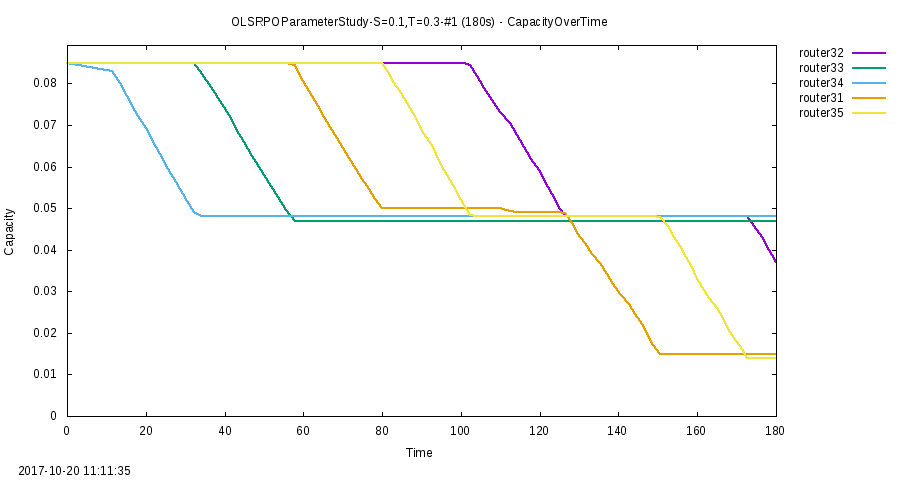 OLSRPOParameterStudy-S=0.1,T=0.3-#1 (180s) - CapacityOverTime
router32
router33
router34
router31
router35
0.08
0.07
0.06
0.05
0.04
0.03
0.02
0.01
0
Capacity
0 20 40 60 80 100 120 140 160 180
Time
2017-10-20 11:11:35